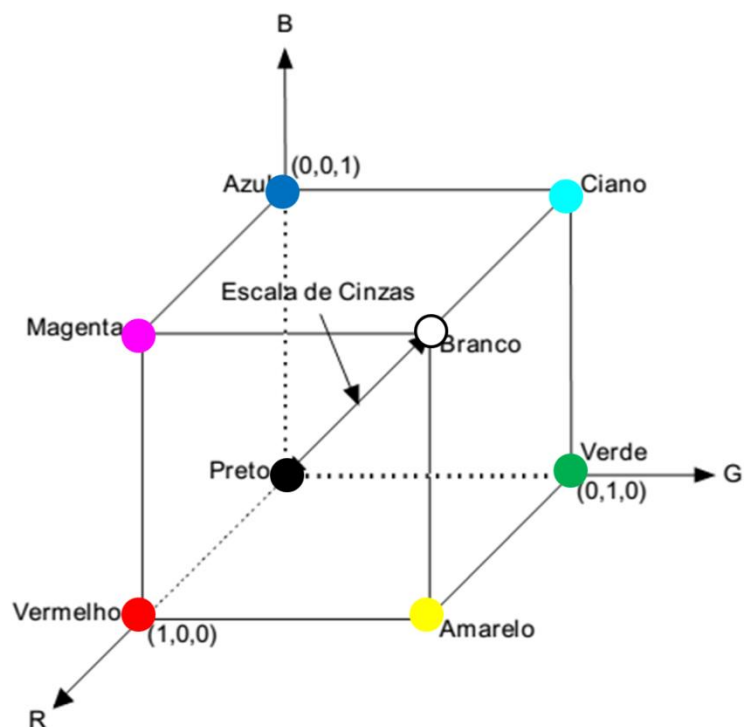 B
(0,0,1)
Azul
Ciano
Escala de Cinzas
Magenta
Branco
Verde
Preto
G
(0,1,0)
Vermelho
Amarelo
(1,0,0)
R